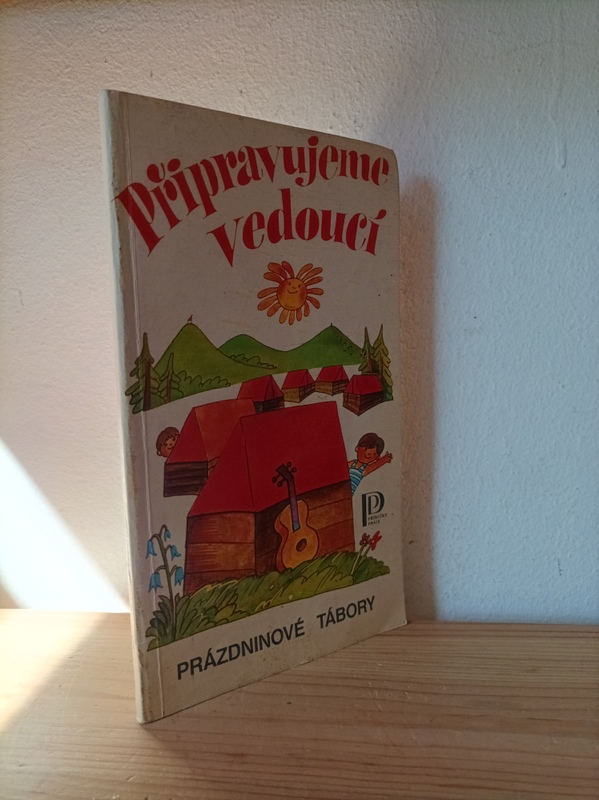 Připravujeme
vedoucí
PRÁZDNINOVÉ TÁBORY